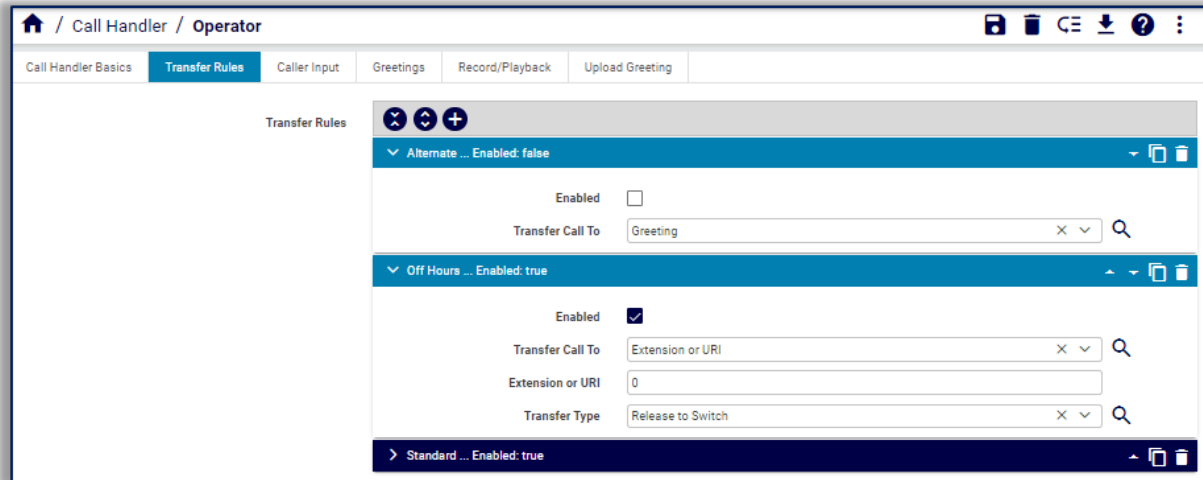 / Call Handler / Operator
Call Handler Basics Transfer Rules Caller Input Greetings Record/Playback Upload Greeting
Transfer Rules
Alternate ... Enabled: false
Enabled
Transfer Call To Greeting
Off Hours ... Enabled: true
Enabled
Transfer Call To Extension or URI
Extension or URI 0
Transfer Type Release to Switch
Standard ... Enabled: true